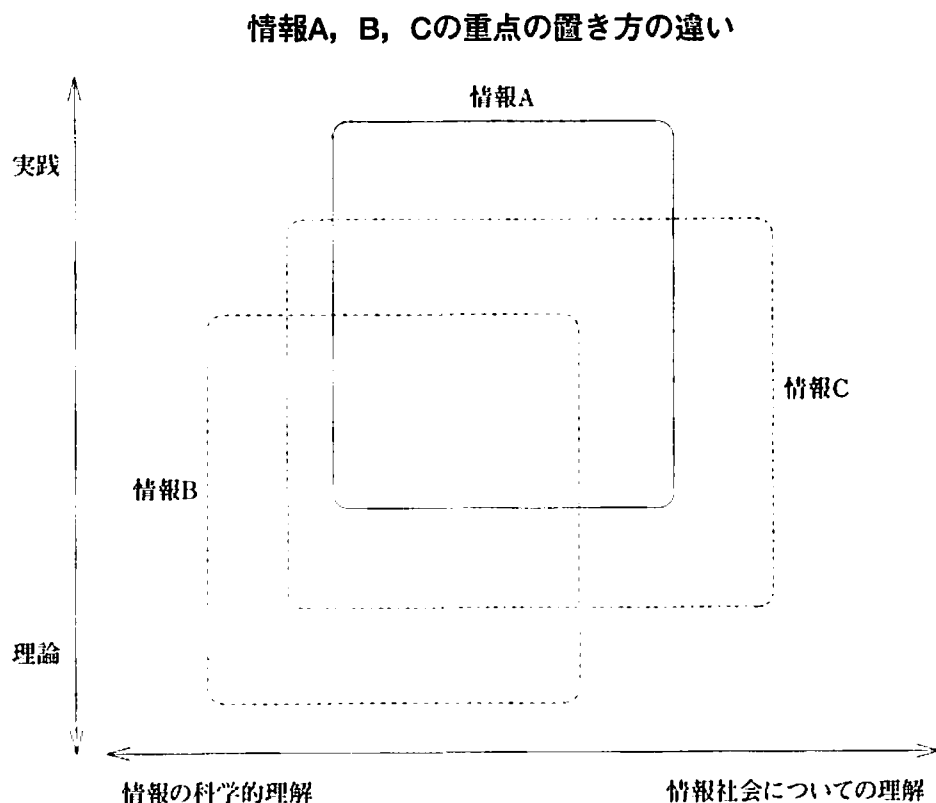 情報A, B, Cの重点の置き方の違い
情報A
実践
情報C
情報B
理論
情報の科学的理解
情報社会についての理解